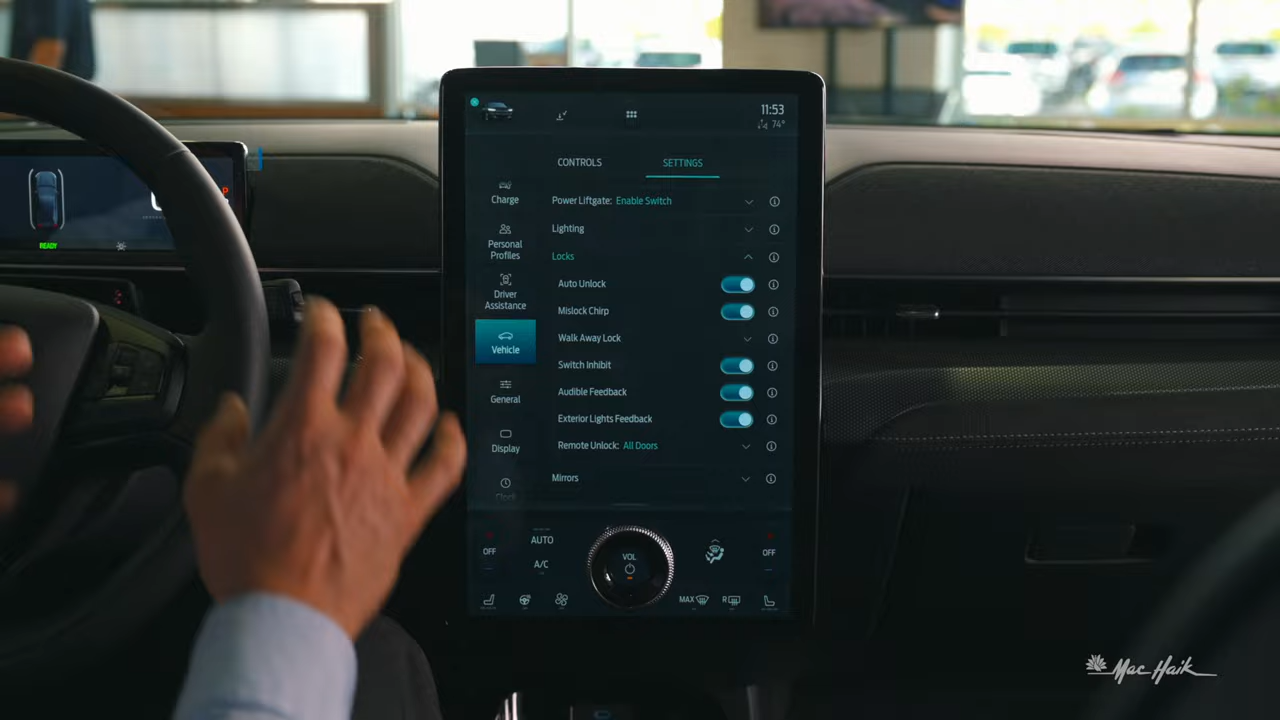 11:53
74°
CONTROLS
SETTINGS
Charge
Personal
Profiles
Driver
Assistance
Vehicle
General
Display
Clock
Power Liftgate: Enable Switch
Lighting
Locks
Auto Unlock
Mislock Chirp
Walk Away Lock
Switch Inhibit
Audible Feedback
Exterior Lights Feedback
Remote Unlock: All Doors
Mirrors
READY
P
OFF
AUTO
A/C
VOL
OFF
MAX
R
Mac Haik